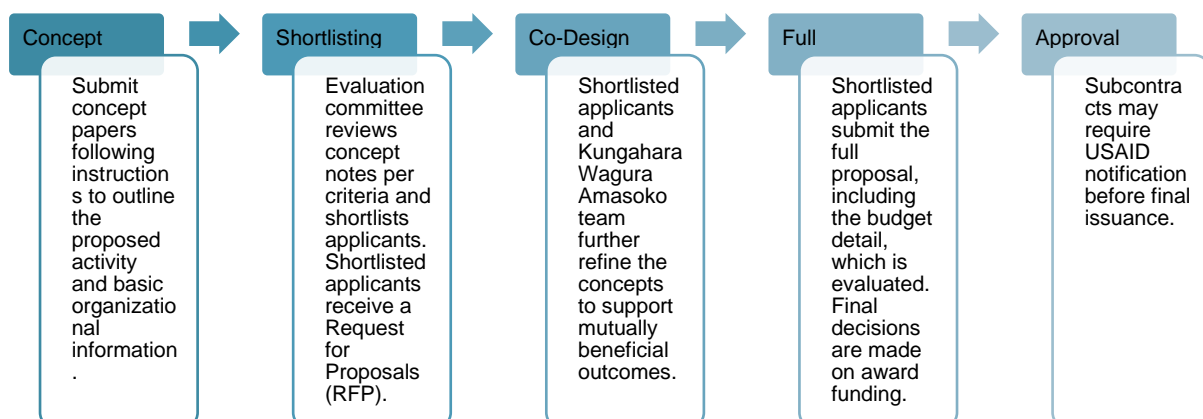 Concept
Submit
concept
papers
following
instruction
s to outline
the
proposed
activity
and basic
organizatio
nal
information
.
Shortlisting
Evaluation
committee
reviews
concept
notes per
criteria and
shortlists
applicants.
Shortlisted
applicants
receive a
Request
for
Proposals
(RFP).
Co-Design
Shortlisted
applicants
and
Kungahara
Wagura
Amasoko
team
further
refine the
concepts
to support
mutually
beneficial
outcomes.
Full
Shortlisted
applicants
submit the
full
proposal,
including
the budget
detail,
which is
evaluated.
Final
decisions
are made
on award
funding.
Approval
Subcontra
cts may
require
USAID
notification
before final
issuance.